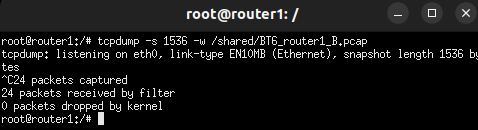 root@router1: /
root@router1:/# tcpdump -s 1536 -w /shared/BT6_router1_B.pcap
tcpdump: listening on eth0, link-type EN10MB (Ethernet), snapshot length 1536 by
tes
^C24 packets captured
24 packets received by filter
0 packets dropped by kernel
root@router1:/#